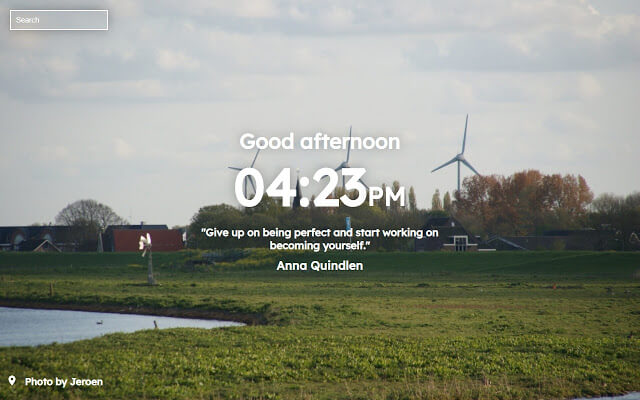 Search
Good afternoon
04:23PM
"Give up on being perfect and start working on
becoming yourself."
Anna Quindlen
Photo by Jeroen